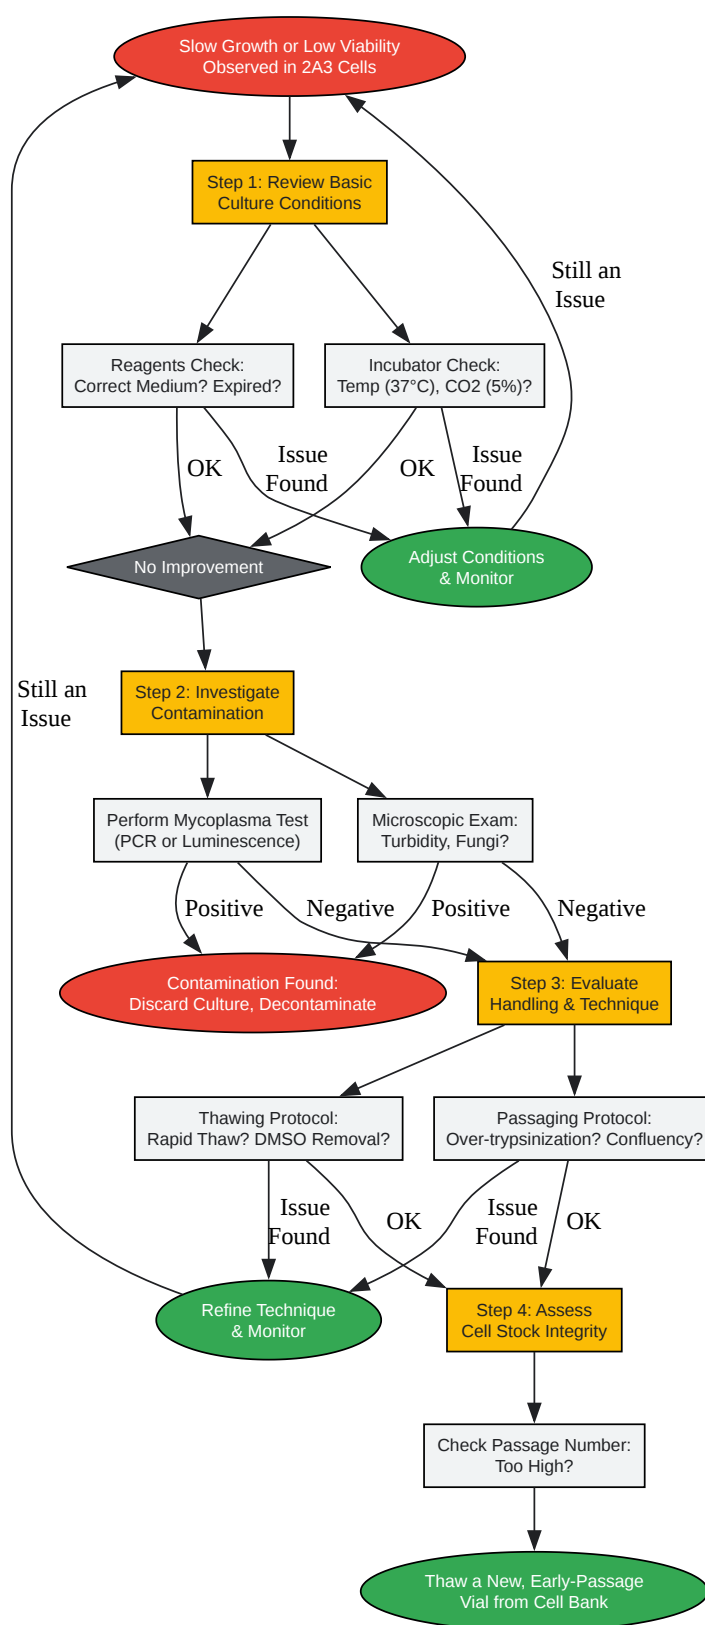 Slow Growth or Low Viability
Observed in 2A3 Cells
Step 1: Review Basic
Culture Conditions
Still an
Issue
Reagents Check:
Correct Medium? Expired?
Incubator Check:
Temp (37°C), CO2 (5%)?
OK
Issue
Found
OK
Issue
Found
No Improvement
Adjust Conditions
& Monitor
Still an
Issue
Step 2: Investigate
Contamination
Perform Mycoplasma Test
(PCR or Luminescence)
Microscopic Exam:
Turbidity, Fungi?
Positive
Negative
Positive
Negative
Contamination Found:
Discard Culture, Decontaminate
Step 3: Evaluate
Handling & Technique
Thawing Protocol:
Rapid Thaw? DMSO Removal?
Passaging Protocol:
Over-trypsinization? Confluency?
Issue
Found
OK
Issue
Found
OK
Refine Technique
& Monitor
Step 4: Assess
Cell Stock Integrity
Check Passage Number:
Too High?
Thaw a New, Early-Passage
Vial from Cell Bank